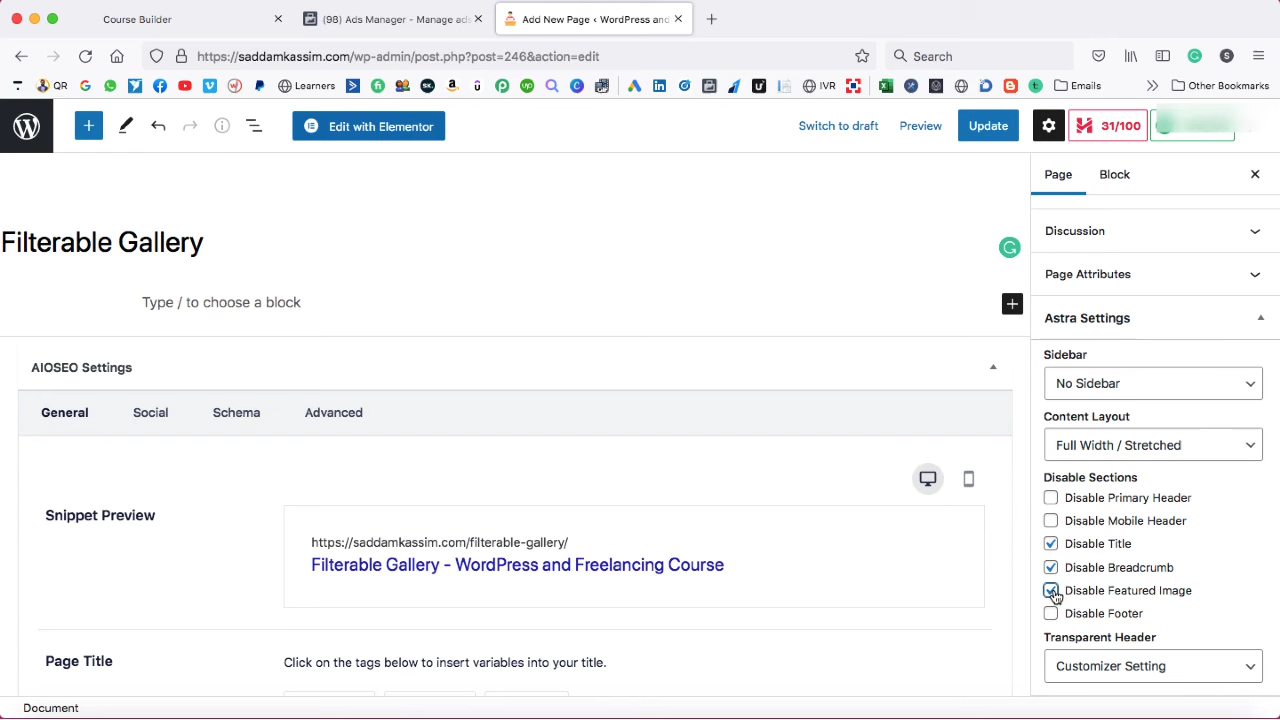 Course Builder
(98) Ads Manager - Manage ads
Add New Page ‹ WordPress and
https://saddamkassim.com/wp-admin/post.php?post=246&action=edit
Search
QR
Learners
IVR
Emails
Other Bookmarks
Edit with Elementor
Switch to draft
Preview
Update
31/100
Page
Block
Filterable Gallery
Type / to choose a block
AIOSEO Settings
General
Social
Schema
Advanced
Snippet Preview
https://saddamkassim.com/filterable-gallery/
Filterable Gallery - WordPress and Freelancing Course
Page Title
Click on the tags below to insert variables into your title.
Discussion
Page Attributes
Astra Settings
Sidebar
No Sidebar
Content Layout
Full Width / Stretched
Disable Sections
Disable Primary Header
Disable Mobile Header
Disable Title
Disable Breadcrumb
Disable Featured Image
Disable Footer
Transparent Header
Customizer Setting
Document